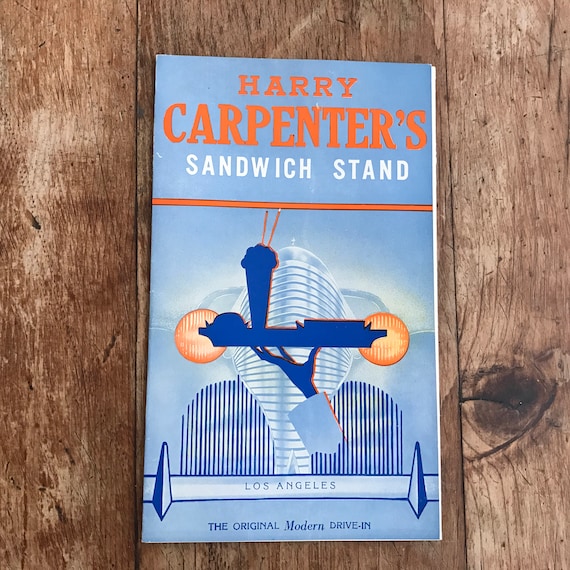 HARRY
CARPENTER'S
SANDWICH STAND
LOS ANGELES
THE ORIGINAL Modern DRIVE-IN